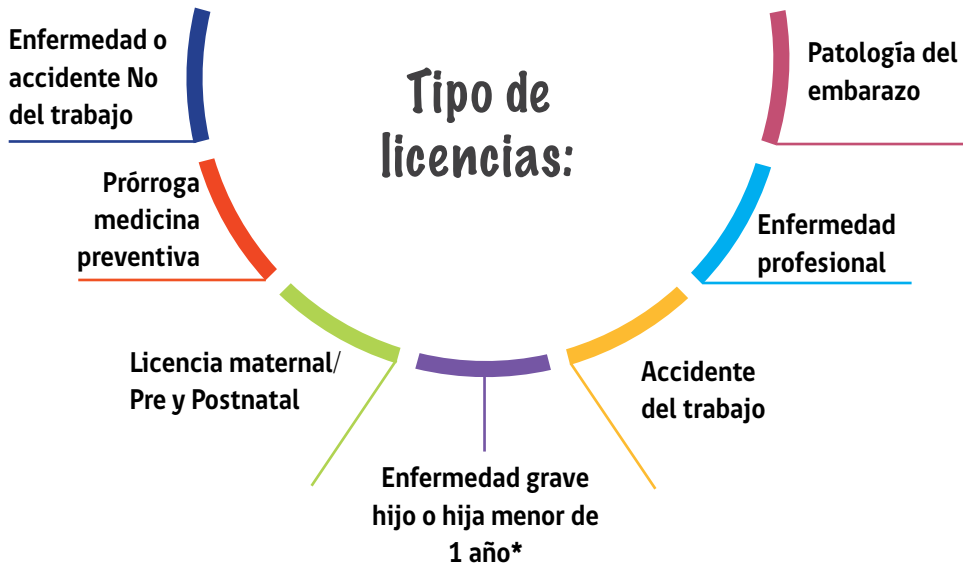 Tipo de
licencias:
Enfermedad o
accidente No
del trabajo
Prórroga
medicina
preventiva
Licencia maternal/
Pre y Postnatal
Enfermedad grave
hijo o hija menor de
1 año*
Accidente
del trabajo
Enfermedad
profesional
Patología del
embarazo